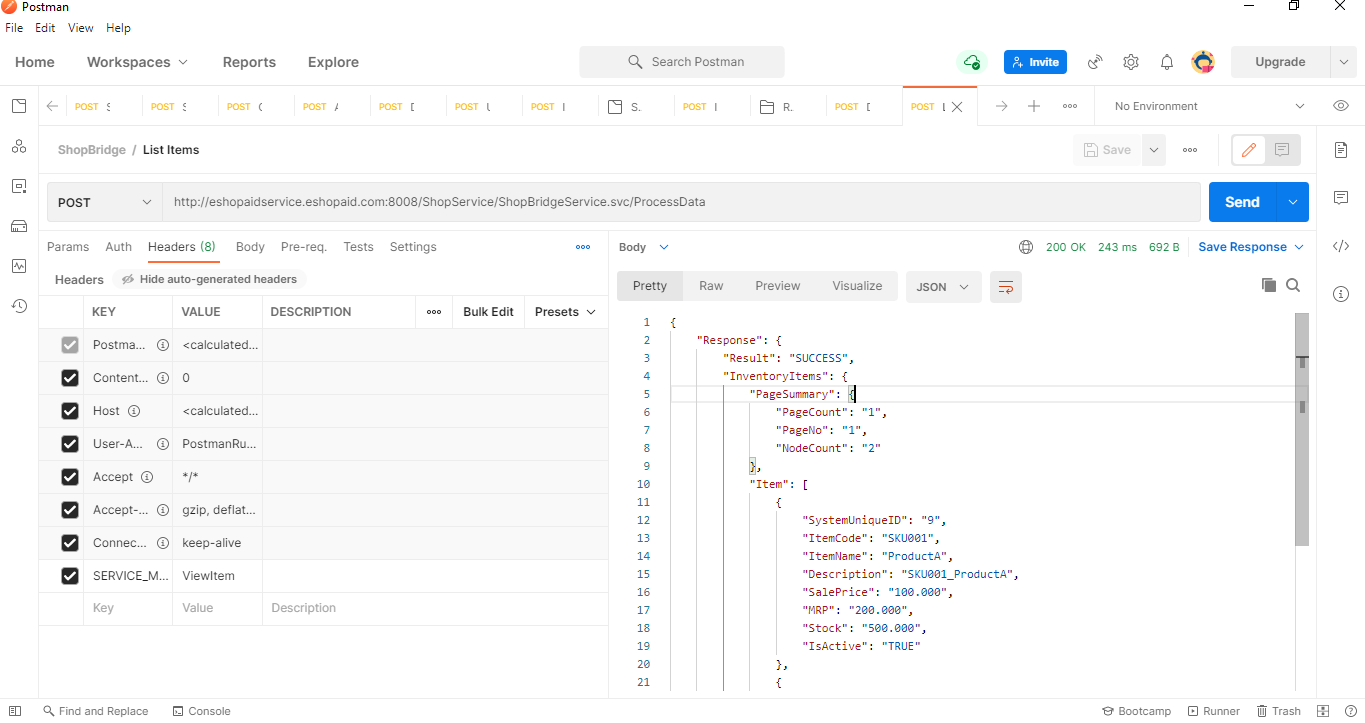 Postman
File Edit View Help
Home Workspaces Reports Explore Search Postman Invite Upgrade
POST S POST S POST C POST A POST D POST U POST I S. POST I R. POST D POST L No Environment
ShopBridge / List Items Save
POST http://eshopaidservice.eshopaid.com:8008/ShopService/ShopBridgeService.svc/ProcessData Send
Params Auth Headers (8) Body Pre-req. Tests Settings
Body 200 OK 243 ms 692 B Save Response
Headers Hide auto-generated headers
Pretty Raw Preview Visualize JSON
KEY VALUE DESCRIPTION Bulk Edit Presets
Postma... <calculated...
Content... 0
Host <calculated...
User-A... PostmanRu...
Accept */*
Accept-... gzip, deflat...
Connec... keep-alive
SERVICE_M... ViewItem
Key Value Description
1 {
2 "Response": {
3 "Result": "SUCCESS",
4 "InventoryItems": {
5 "PageSummary": {
6 "PageCount": "1",
7 "PageNo": "1",
8 "NodeCount": "2"
9 },
10 "Item": [
11 {
12 "SystemUniqueID": "9",
13 "ItemCode": "SKU001",
14 "ItemName": "ProductA",
15 "Description": "SKU001_ProductA",
16 "SalePrice": "100.000",
17 "MRP": "200.000",
18 "Stock": "500.000",
19 "IsActive": "TRUE"
20 },
21 {
Find and Replace Console Bootcamp Runner Trash